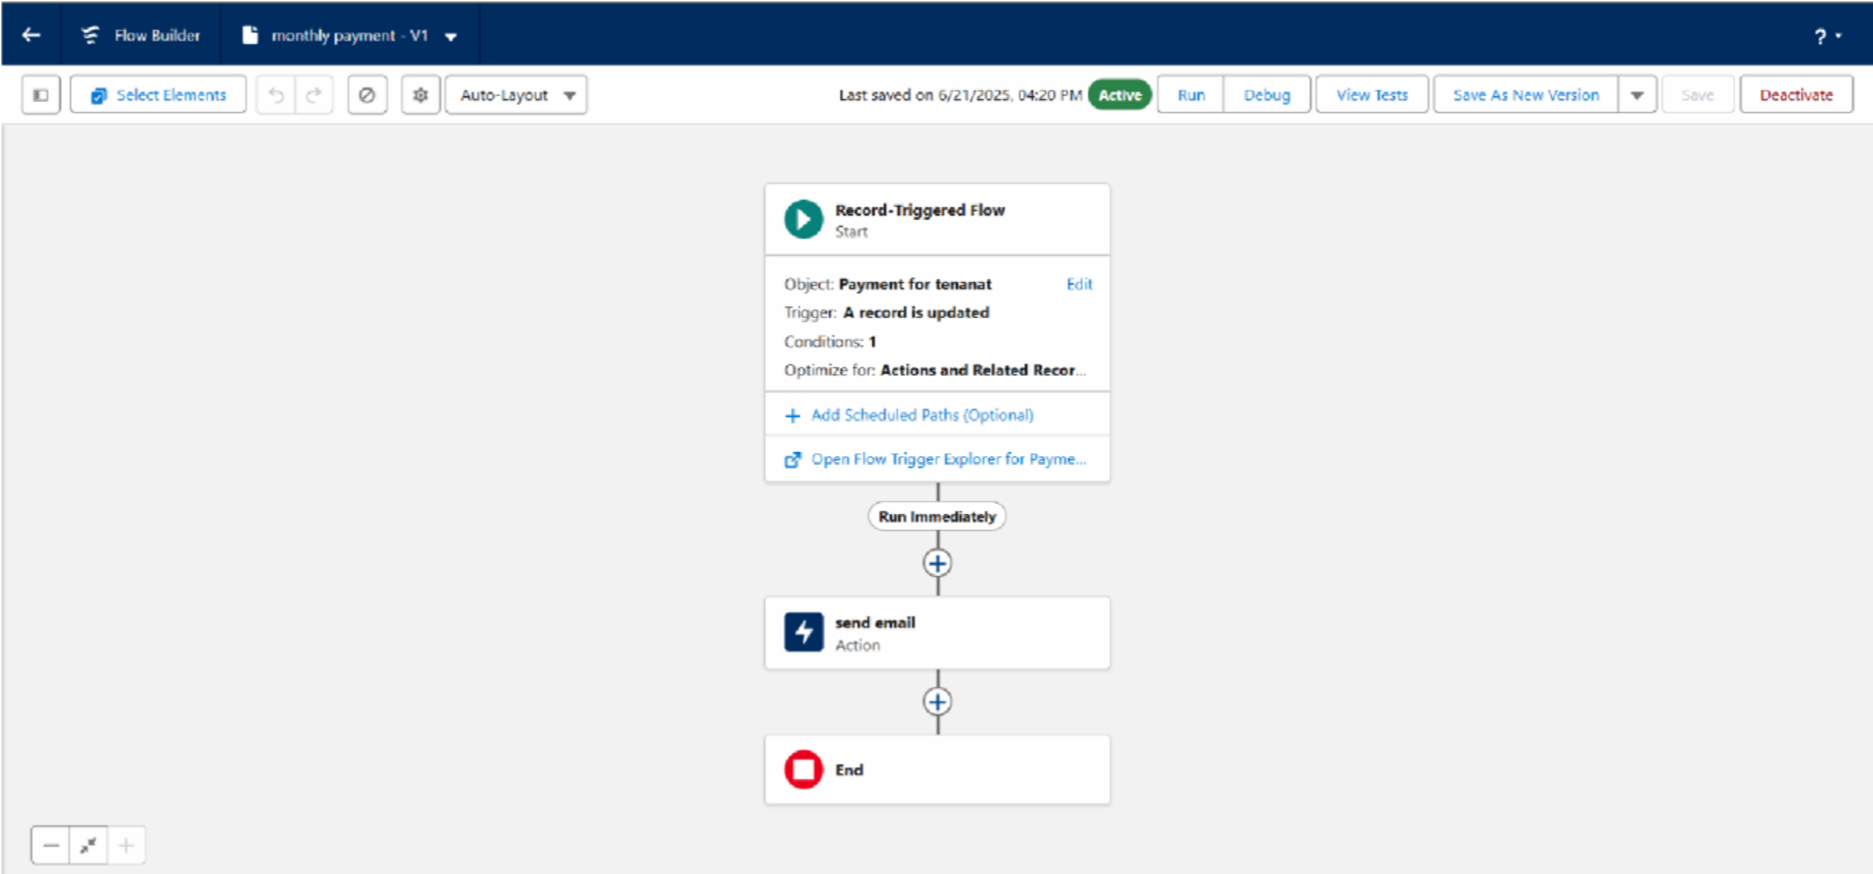 Flow Builder
monthly payment - V1
?
Select Elements
Auto-Layout
Last saved on 6/21/2025, 04:20 PM
Active
Run
Debug
View Tests
Save As New Version
Save
Deactivate
Record-Triggered Flow
Start
Object: Payment for tenanat
Edit
Trigger: A record is updated
Conditions: 1
Optimize for: Actions and Related Recor...
Add Scheduled Paths (Optional)
Open Flow Trigger Explorer for Payme...
Run Immediately
send email
Action
End